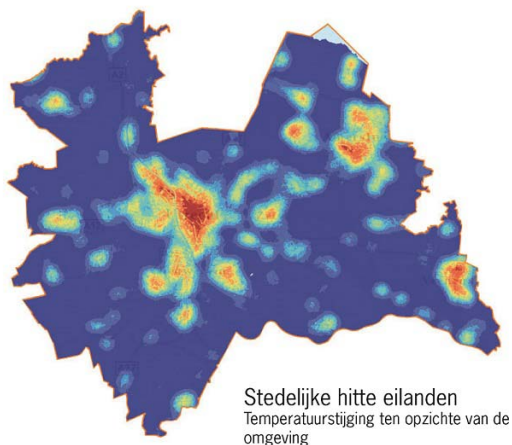 Stedelijke hitte eilanden
Temperatuurstijging ten opzichte van de
omgeving